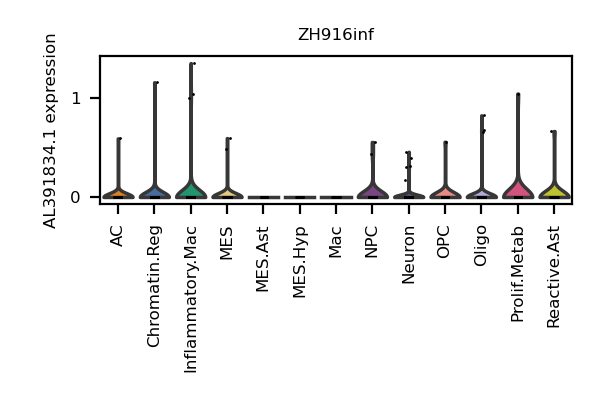 ZH916inf
AL391834.1 expression
1
0
AC
Chromatin.Reg
Inflammatory.Mac
MES
MES.Ast
MES.Hyp
Mac
NPC
Neuron
OPC
Oligo
Prolif.Metab
Reactive.Ast